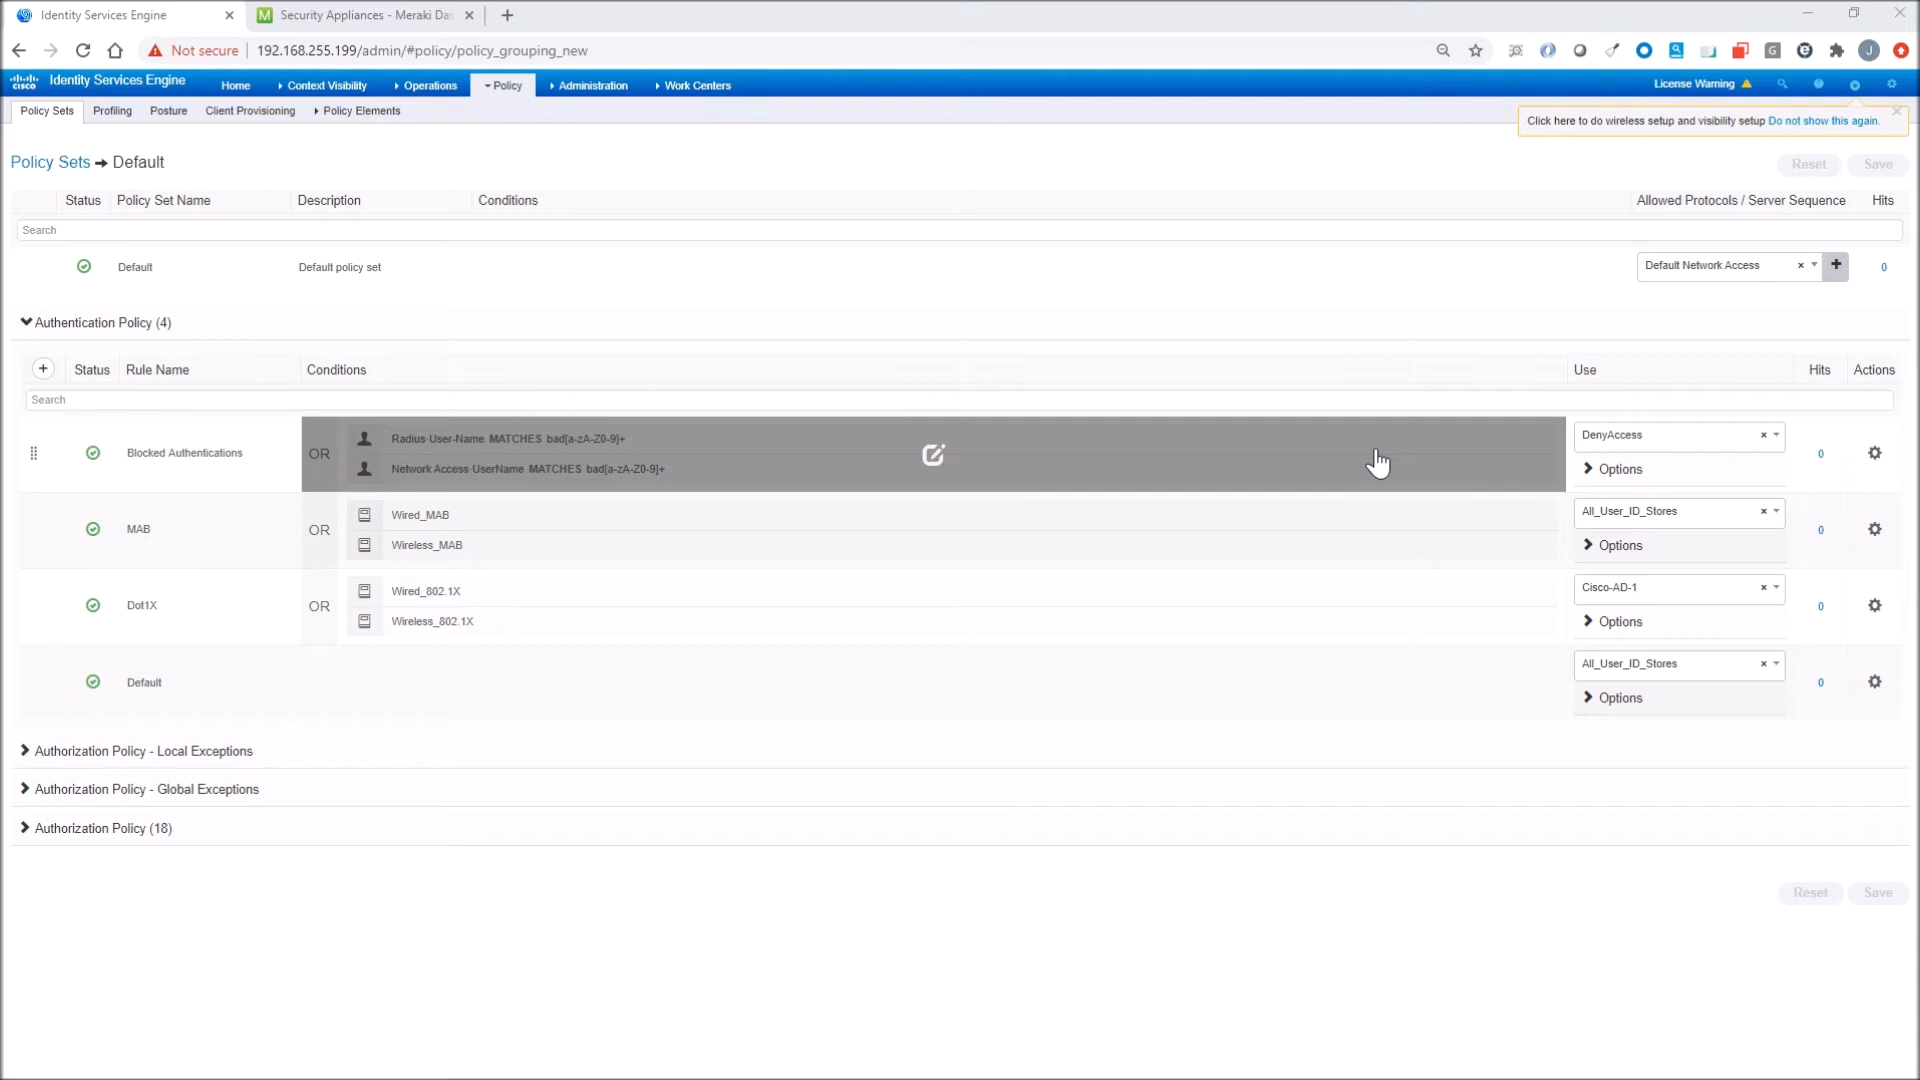 Identity Services Engine
Security Appliances - Meraki Das
Not secure 192.168.255.199/admin/#policy/policy_grouping_new
cisco Identity Services Engine Home Context Visibility Operations Policy Administration Work Centers License Warning
Policy Sets Profiling Posture Client Provisioning Policy Elements
Click here to do wireless setup and visibility setup Do not show this again.
Policy Sets → Default
Reset Save
Status Policy Set Name Description Conditions Allowed Protocols / Server Sequence Hits
Search
Default Default policy set Default Network Access × + 0
Authentication Policy (4)
+ Status Rule Name Conditions Use Hits Actions
Search
Blocked Authentications OR
Radius·User-Name MATCHES bad[a-zA-Z0-9]+
Network Access·UserName MATCHES bad[a-zA-Z0-9]+
DenyAccess ×
Options
0
MAB OR
Wired_MAB
Wireless_MAB
All_User_ID_Stores ×
Options
0
Dot1X OR
Wired_802.1X
Wireless_802.1X
Cisco-AD-1 ×
Options
0
Default
All_User_ID_Stores ×
Options
0
Authorization Policy - Local Exceptions
Authorization Policy - Global Exceptions
Authorization Policy (18)
Reset Save